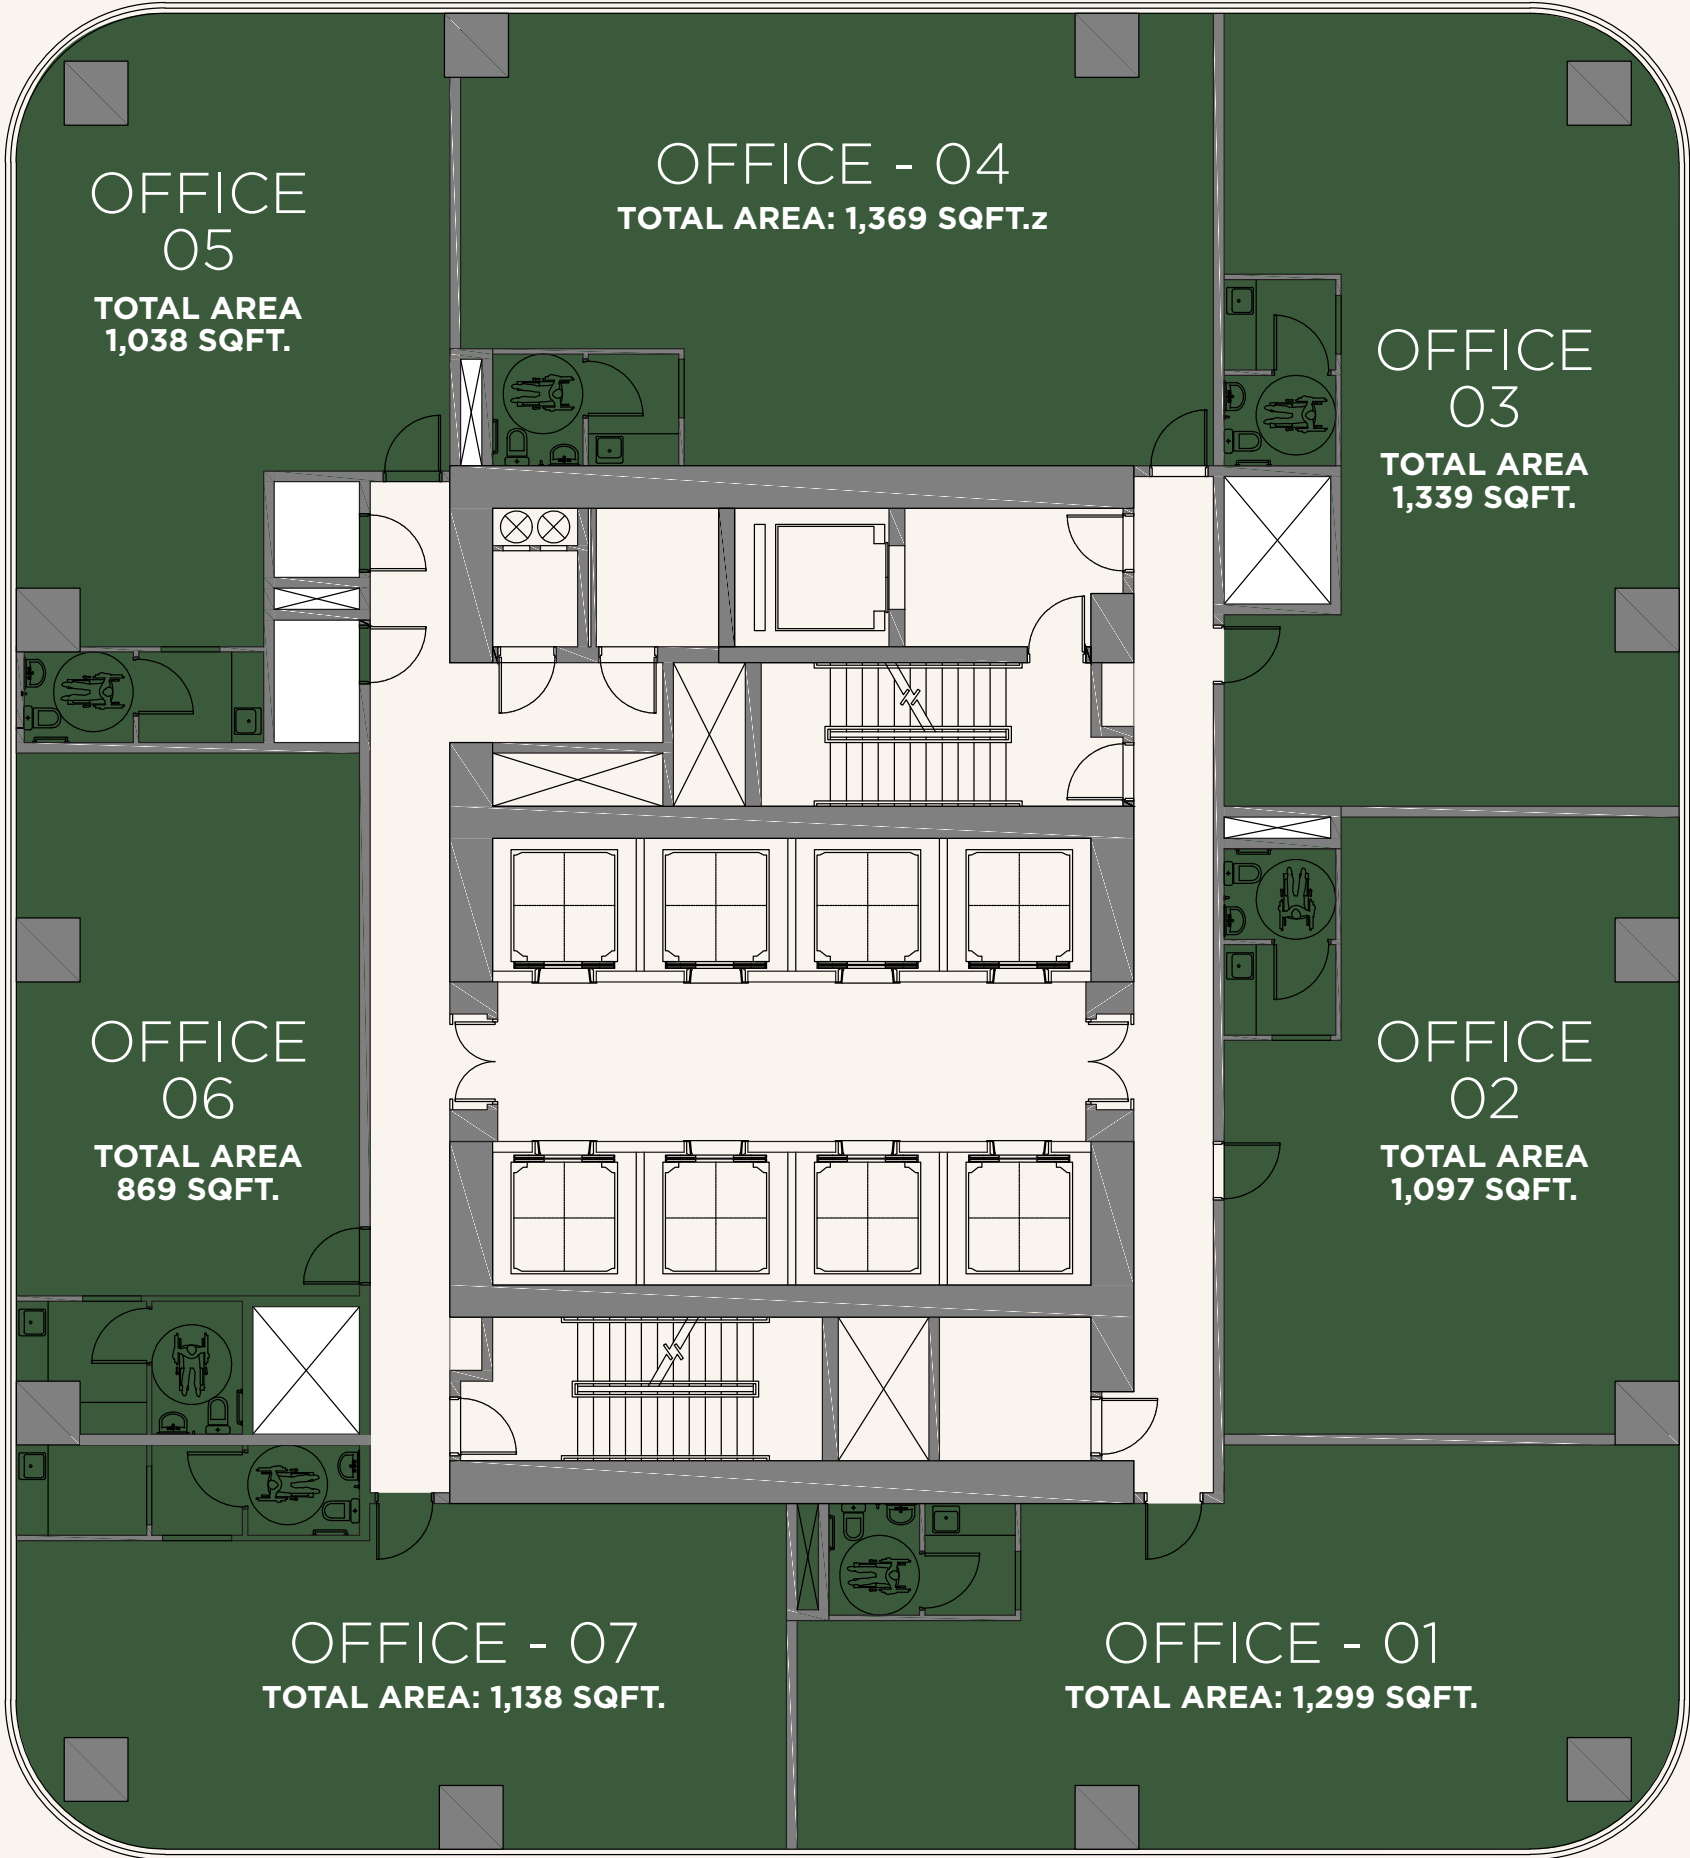 OFFICE - 04
TOTAL AREA: 1,369 SQFT.z
OFFICE
05
TOTAL AREA
1,038 SQFT.
OFFICE
03
TOTAL AREA
1,339 SQFT.
OFFICE
06
TOTAL AREA
869 SQFT.
OFFICE
02
TOTAL AREA
1,097 SQFT.
OFFICE - 07
TOTAL AREA: 1,138 SQFT.
OFFICE - 01
TOTAL AREA: 1,299 SQFT.